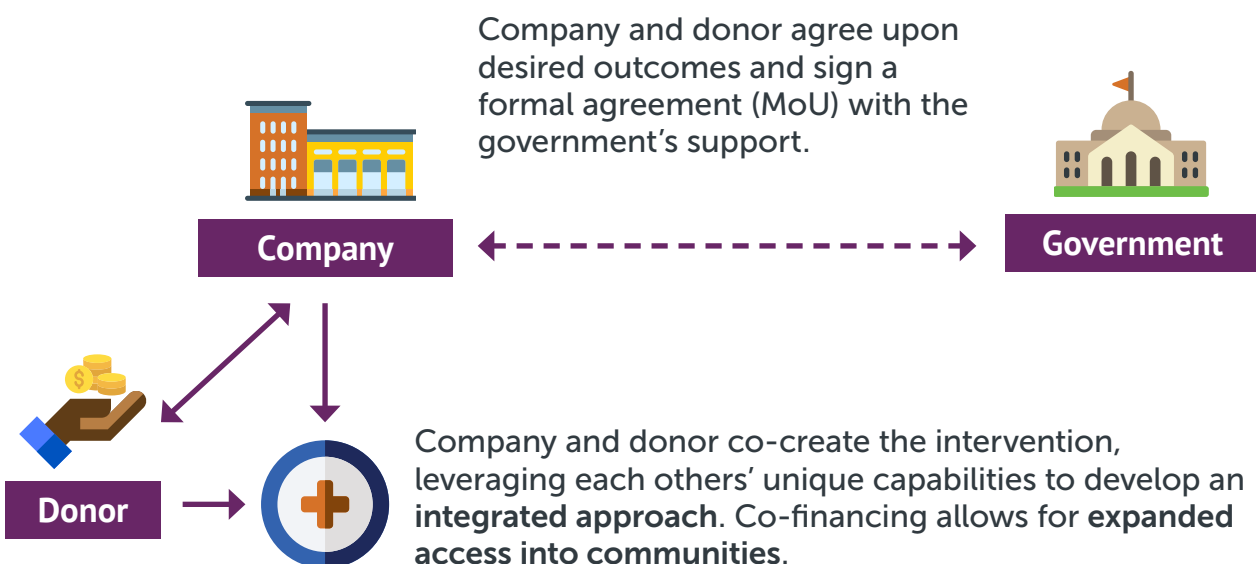 Company and donor agree upon
desired outcomes and sign a
formal agreement (MoU) with the
government’s support.
Company
Government
$
Donor
Company and donor co-create the intervention,
leveraging each others’ unique capabilities to develop an
integrated approach. Co-financing allows for expanded
access into communities.